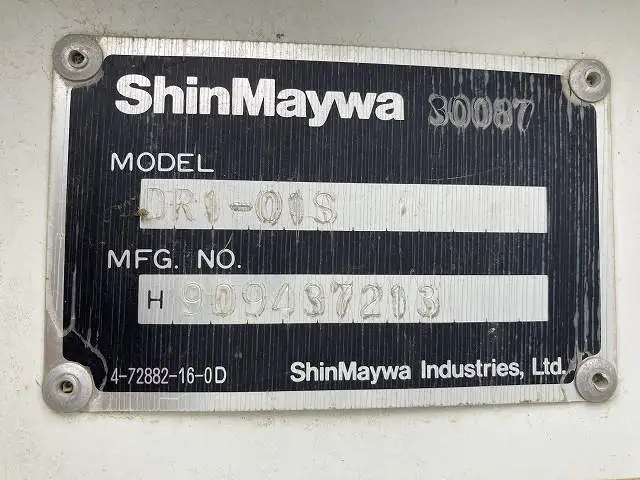 ShinMaywa 30087
MODEL
DR1-01S
MFG. NO.
H 909437213
4-72882-16-0D ShinMaywa Industries, Ltd.